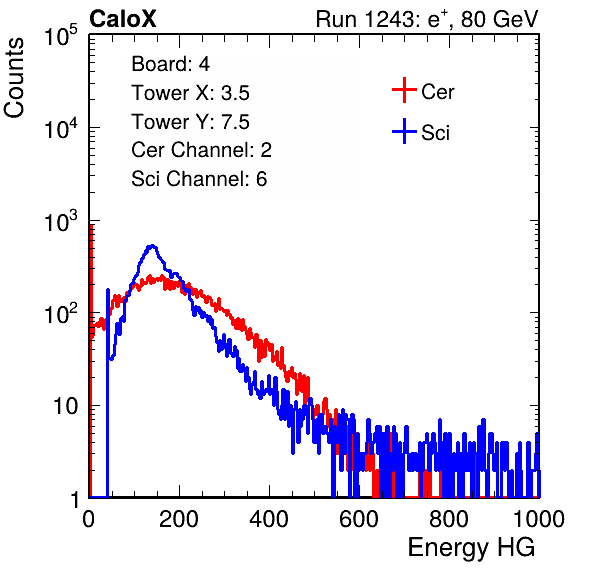 CaloX Run 1243: e⁺, 80 GeV
Counts
10⁵
10⁴
10³
10²
10
1
Board: 4
Tower X: 3.5
Tower Y: 7.5
Cer Channel: 2
Sci Channel: 6
Cer
Sci
0 200 400 600 800 1000
Energy HG